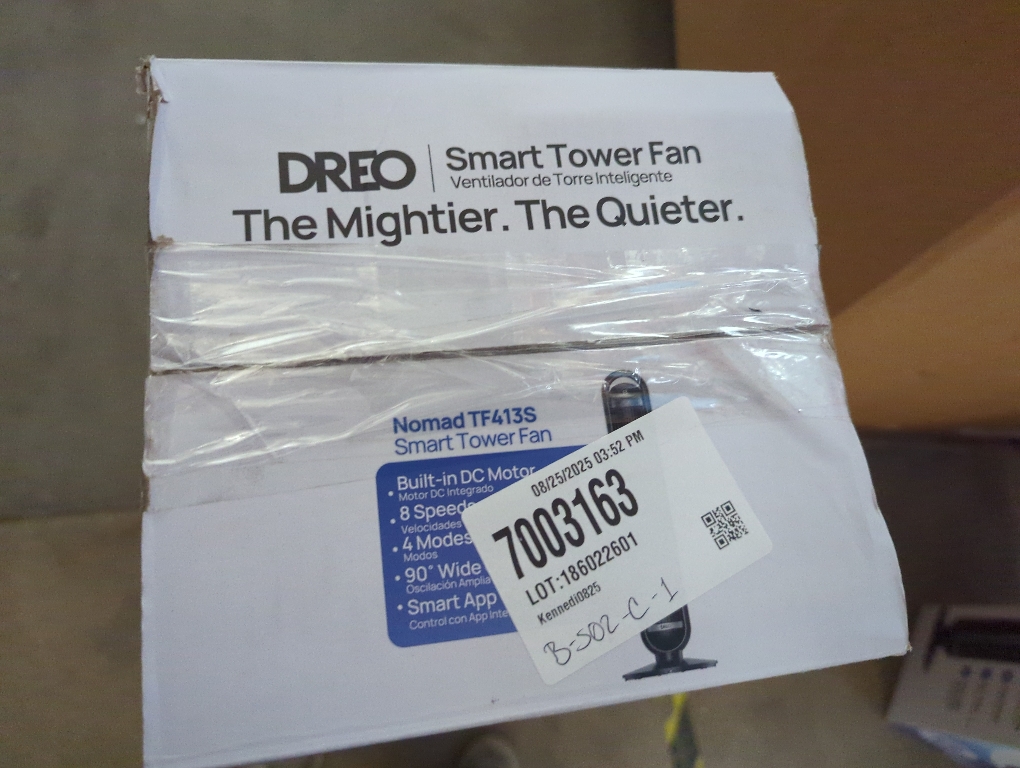 DREO
Smart Tower Fan
Ventilador de Torre Inteligente
The Mightier. The Quieter.
Nomad TF413S
Smart Tower Fan
• Built-in DC Motor
Motor DC Integrado
• 8 Speeds
Velocidades
• 4 Modes
Modos
• 90° Wide
Oscilación Amplia
• Smart App
Control con App
08/25/2025 03:52 PM
7003163
LOT:186022601
Kennedi0825
B-502-C-1